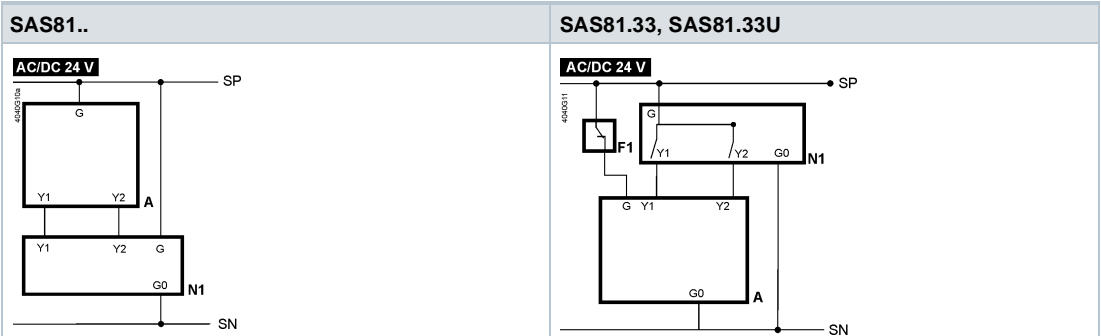 SAS81..
SAS81.33, SAS81.33U
AC/DC 24 V
SP
4040G10a
G
Y1 Y2
A
Y1 Y2 G
G0
N1
SN
AC/DC 24 V
SP
4040G11
F1
G
Y1 Y2 G0
N1
G Y1 Y2
G0
A
SN